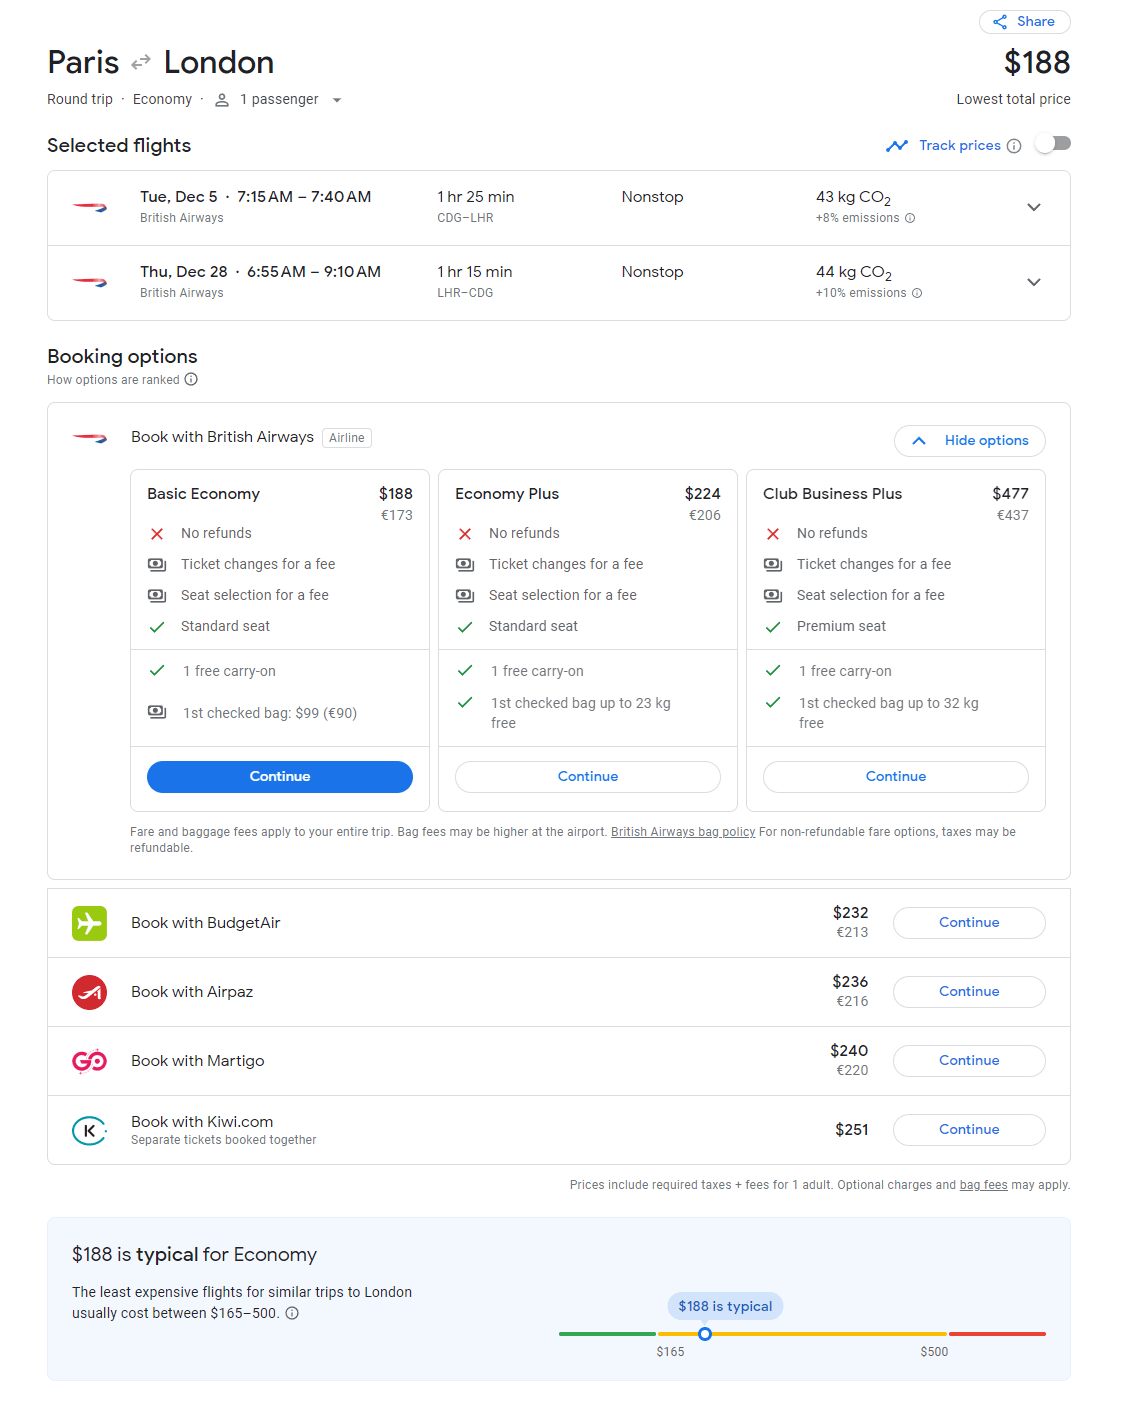 Share
Paris London
$188
Round trip · Economy · 1 passenger
Lowest total price
Selected flights
Track prices
Tue, Dec 5 · 7:15 AM – 7:40 AM
British Airways
1 hr 25 min
CDG–LHR
Nonstop
43 kg CO2
+8% emissions
Thu, Dec 28 · 6:55 AM – 9:10 AM
British Airways
1 hr 15 min
LHR–CDG
Nonstop
44 kg CO2
+10% emissions
Booking options
How options are ranked
Book with British Airways Airline
Hide options
Basic Economy $188
€173
No refunds
Ticket changes for a fee
Seat selection for a fee
Standard seat
1 free carry-on
1st checked bag: $99 (€90)
Continue
Economy Plus $224
€206
No refunds
Ticket changes for a fee
Seat selection for a fee
Standard seat
1 free carry-on
1st checked bag up to 23 kg
free
Continue
Club Business Plus $477
€437
No refunds
Ticket changes for a fee
Seat selection for a fee
Premium seat
1 free carry-on
1st checked bag up to 32 kg
free
Continue
Fare and baggage fees apply to your entire trip. Bag fees may be higher at the airport. British Airways bag policy For non-refundable fare options, taxes may be
refundable.
Book with BudgetAir
$232
€213
Continue
Book with Airpaz
$236
€216
Continue
GO
Book with Martigo
$240
€220
Continue
K
Book with Kiwi.com
Separate tickets booked together
$251
Continue
Prices include required taxes + fees for 1 adult. Optional charges and bag fees may apply.
$188 is typical for Economy
The least expensive flights for similar trips to London
usually cost between $165–500.
$188 is typical
$165
$500